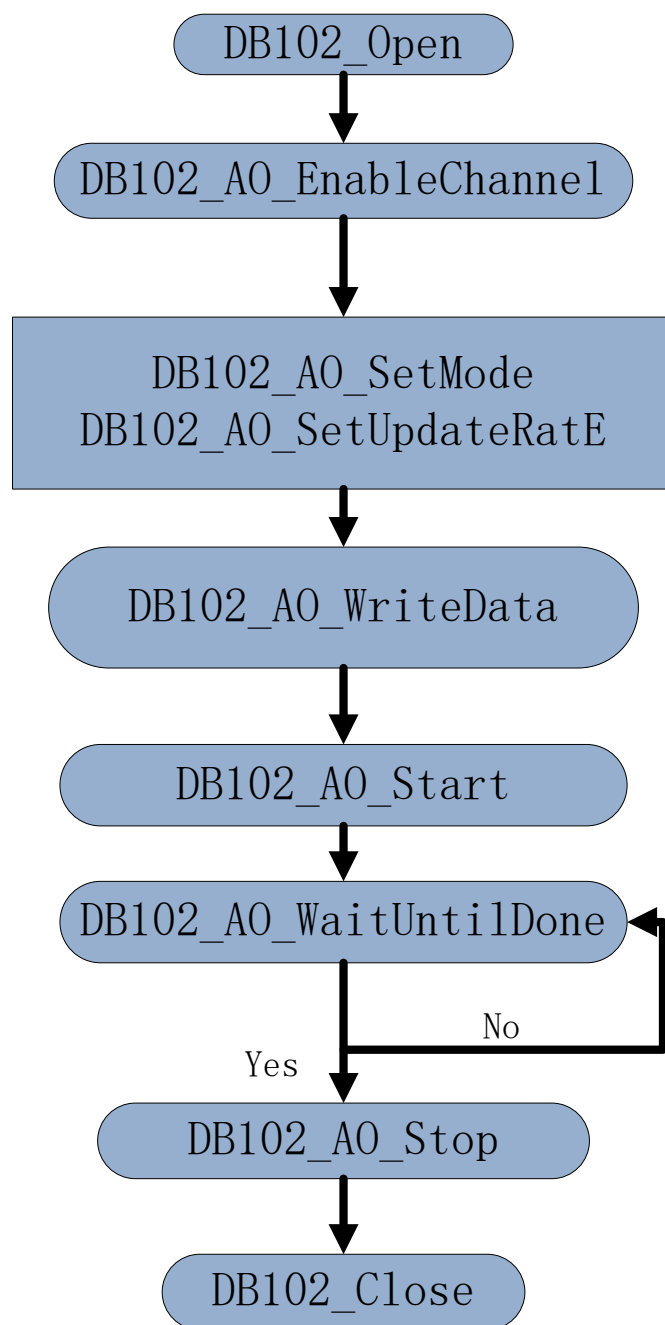 DB102_Open
DB102_AO_EnableChannel
DB102_AO_SetMode
DB102_AO_SetUpdateRatE
DB102_AO_WriteData
DB102_AO_Start
DB102_AO_WaitUntilDone
No
Yes
DB102_AO_Stop
DB102_Close